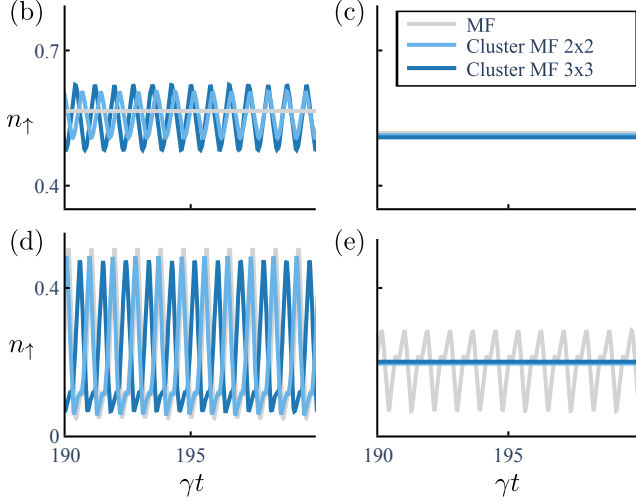 (b)
(c)
MF
Cluster MF 2x2
Cluster MF 3x3
0.7
n↑
0.4
(d)
(e)
0.4
n↑
0
190
195
190
195
γt
γt